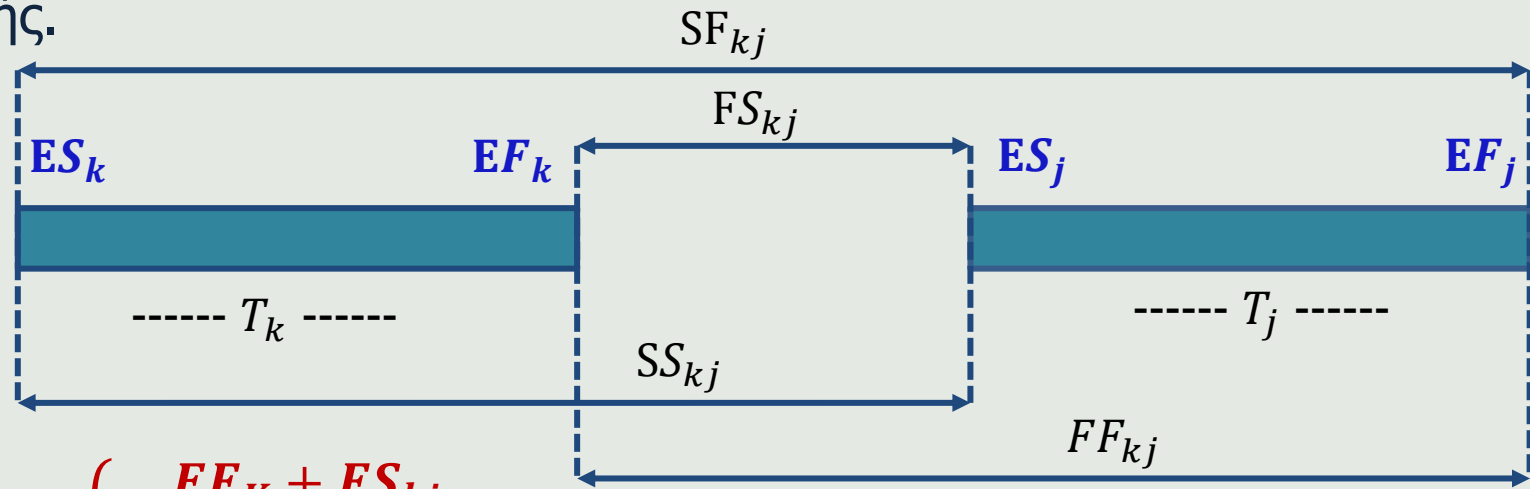 ής.
SF_{kj}
FS_{kj}
ES_k EF_k ES_j EF_j
------ T_k ------ ------ T_j ------
SS_{kj}
FF_{kj}